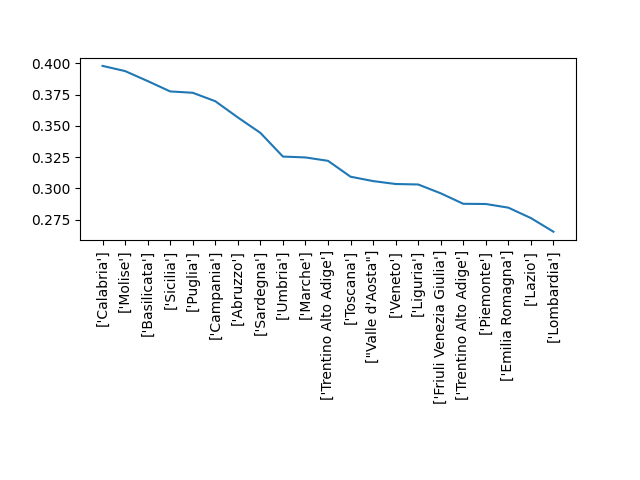 0.400
0.375
0.350
0.325
0.300
0.275
['Calabria']
['Molise']
['Basilicata']
['Sicilia']
['Puglia']
['Campania']
['Abruzzo']
['Sardegna']
['Umbria']
['Marche']
['Trentino Alto Adige']
['Toscana']
["Valle d'Aosta"]
['Veneto']
['Liguria']
['Friuli Venezia Giulia']
['Trentino Alto Adige']
['Piemonte']
['Emilia Romagna']
['Lazio']
['Lombardia']